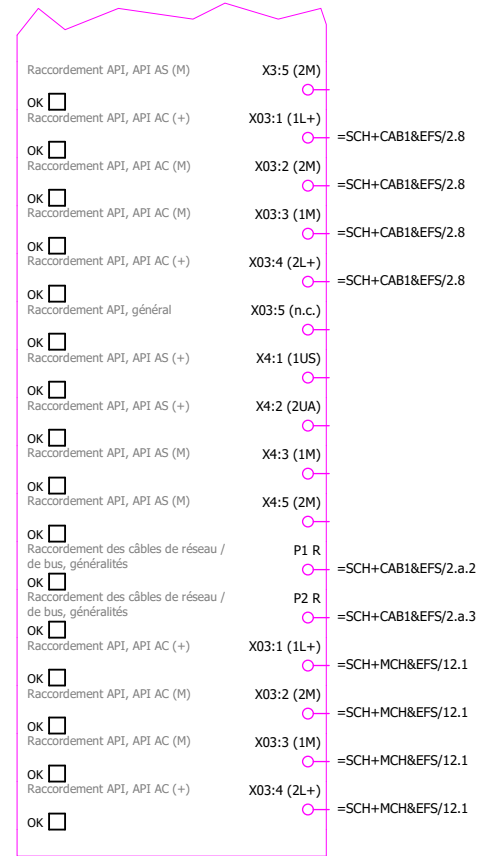 Raccordement API, API AS (M) X3:5 (2M)
OK
Raccordement API, API AC (+) X03:1 (1L+)
=SCH+CAB1&EFS/2.8
OK
Raccordement API, API AC (M) X03:2 (2M)
=SCH+CAB1&EFS/2.8
OK
Raccordement API, API AC (M) X03:3 (1M)
=SCH+CAB1&EFS/2.8
OK
Raccordement API, API AC (+) X03:4 (2L+)
=SCH+CAB1&EFS/2.8
OK
Raccordement API, général X03:5 (n.c.)
OK
Raccordement API, API AS (+) X4:1 (1US)
OK
Raccordement API, API AS (+) X4:2 (2UA)
OK
Raccordement API, API AS (M) X4:3 (1M)
OK
Raccordement API, API AS (M) X4:5 (2M)
OK
Raccordement des câbles de réseau / P1 R
de bus, généralités
=SCH+CAB1&EFS/2.a.2
OK
Raccordement des câbles de réseau / P2 R
de bus, généralités
=SCH+CAB1&EFS/2.a.3
OK
Raccordement API, API AC (+) X03:1 (1L+)
=SCH+MCH&EFS/12.1
OK
Raccordement API, API AC (M) X03:2 (2M)
=SCH+MCH&EFS/12.1
OK
Raccordement API, API AC (M) X03:3 (1M)
=SCH+MCH&EFS/12.1
OK
Raccordement API, API AC (+) X03:4 (2L+)
=SCH+MCH&EFS/12.1
OK